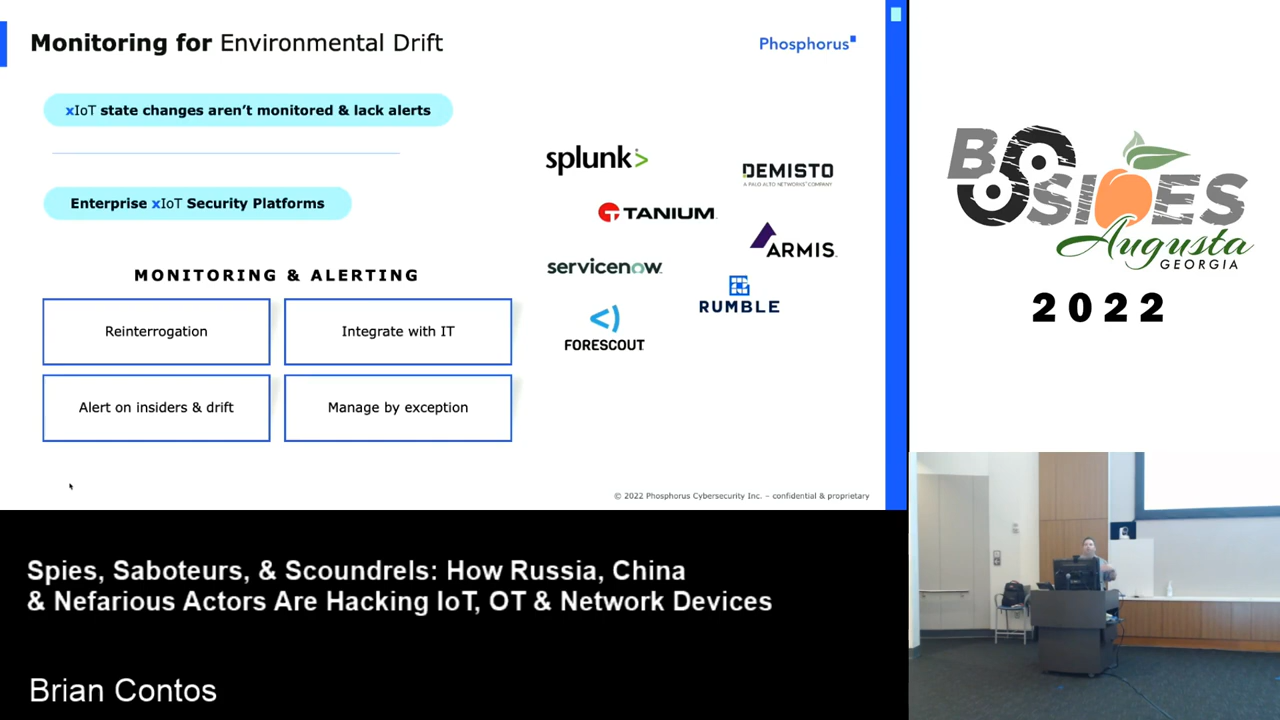 Monitoring for Environmental Drift
Phosphorus
xIoT state changes aren't monitored & lack alerts
Enterprise xIoT Security Platforms
MONITORING & ALERTING
Reinterrogation
Integrate with IT
Alert on insiders & drift
Manage by exception
splunk>
DEMISTO
A PALO ALTO NETWORKS® COMPANY
TANIUM
ARMIS
servicenow
RUMBLE
FORESCOUT
© 2022 Phosphorus Cybersecurity Inc. – confidential & proprietary
BSIDES
Augusta
GEORGIA
2022
Spies, Saboteurs, & Scoundrels: How Russia, China
& Nefarious Actors Are Hacking IoT, OT & Network Devices
Brian Contos